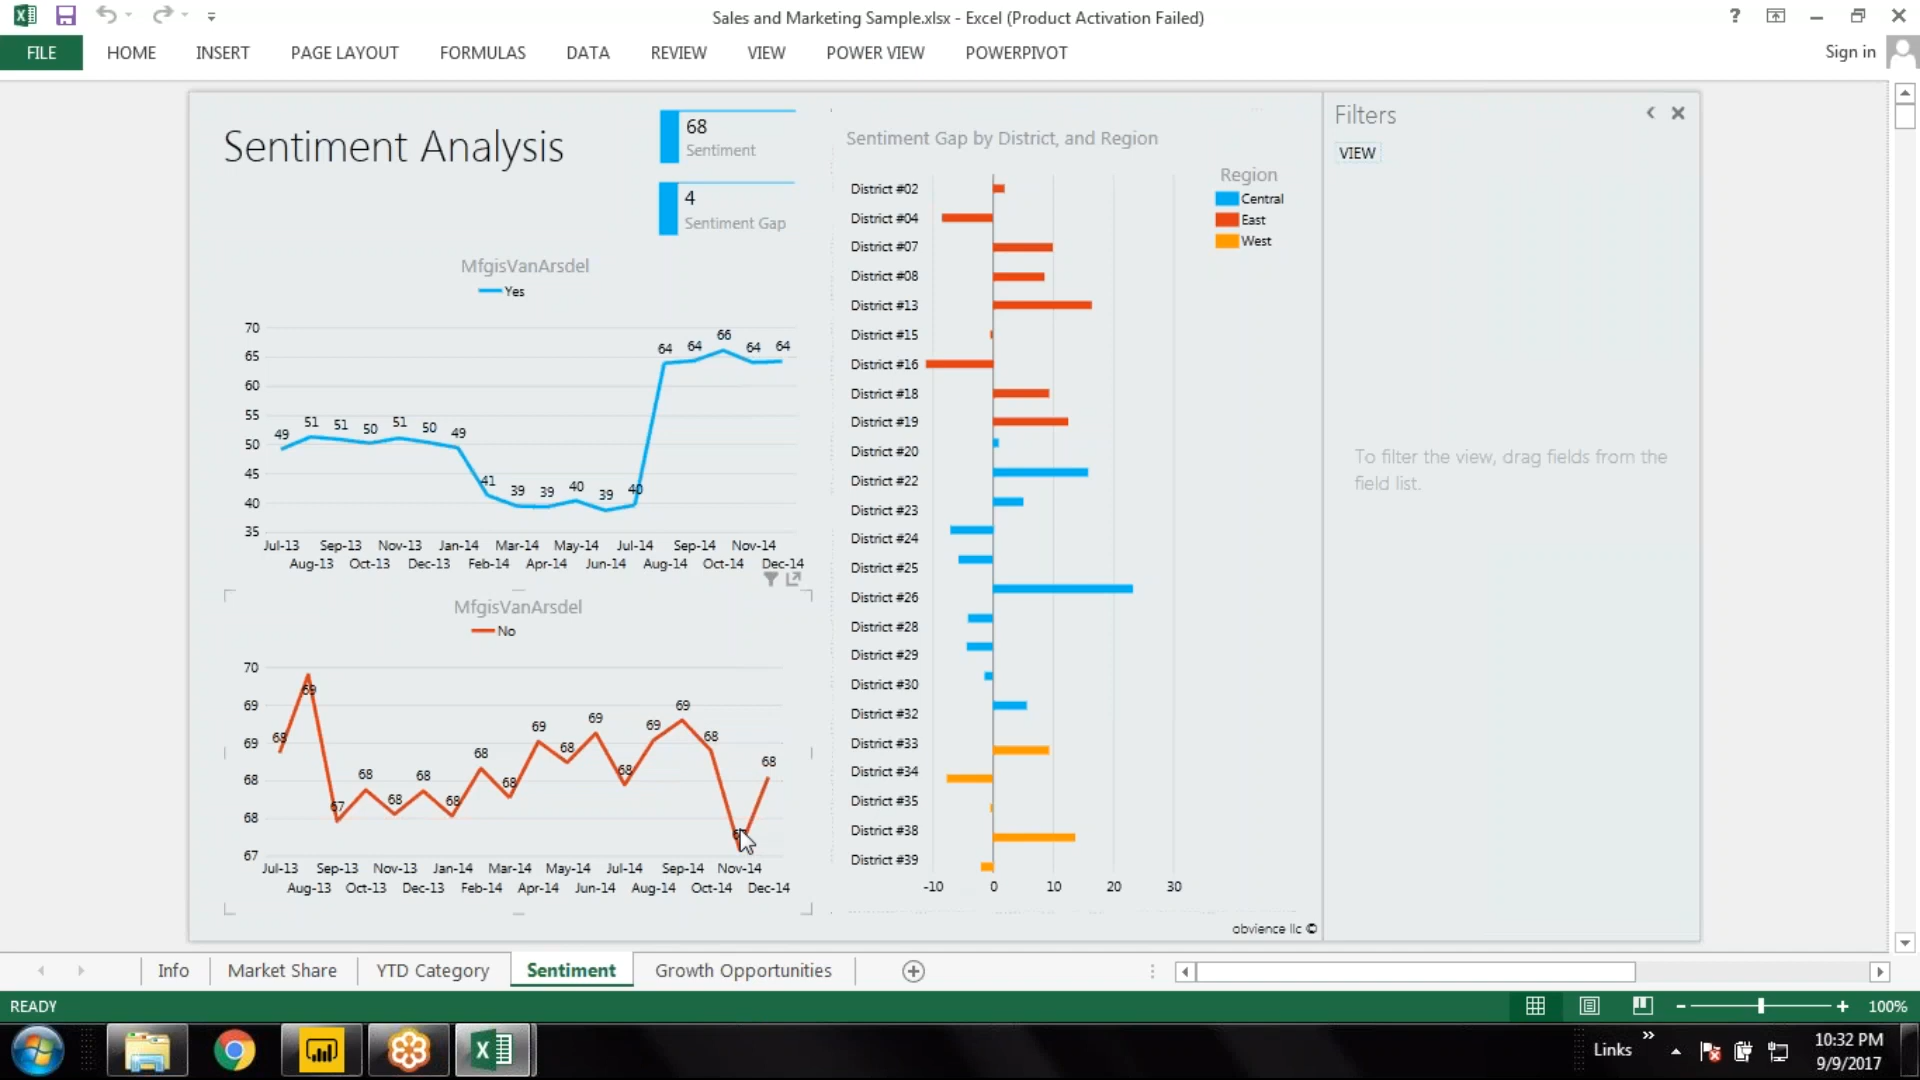 Sales and Marketing Sample.xlsx - Excel (Product Activation Failed)
?
FILE HOME INSERT PAGE LAYOUT FORMULAS DATA REVIEW VIEW POWER VIEW POWERPIVOT
Sign in
Sentiment Analysis
68
Sentiment
4
Sentiment Gap
MfgisVanArsdel
Yes
70
65
60
55
50
45
40
35
49 51 51 50 51 50 49 41 39 39 40 39 40 64 64 66 64 64
Jul-13 Sep-13 Nov-13 Jan-14 Mar-14 May-14 Jul-14 Sep-14 Nov-14
Aug-13 Oct-13 Dec-13 Feb-14 Apr-14 Jun-14 Aug-14 Oct-14 Dec-14
MfgisVanArsdel
No
70
69
69
68
68
67
68 69 67 68 68 68 68 68 68 69 68 69 68 69 69 68 68
Jul-13 Sep-13 Nov-13 Jan-14 Mar-14 May-14 Jul-14 Sep-14 Nov-14
Aug-13 Oct-13 Dec-13 Feb-14 Apr-14 Jun-14 Aug-14 Oct-14 Dec-14
Sentiment Gap by District, and Region
District #02
District #04
District #07
District #08
District #13
District #15
District #16
District #18
District #19
District #20
District #22
District #23
District #24
District #25
District #26
District #28
District #29
District #30
District #32
District #33
District #34
District #35
District #38
District #39
-10 0 10 20 30
Region
Central
East
West
obvience llc ©
Filters
VIEW
To filter the view, drag fields from the
field list.
Info Market Share YTD Category Sentiment Growth Opportunities
READY
100%
Links
10:32 PM
9/9/2017